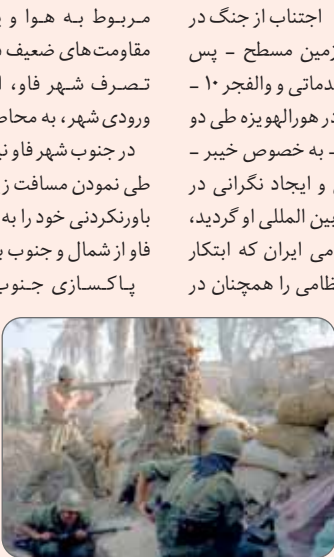 اجتناب از جنگ در
زمین مسطح - پس
دماتی و والفجر ۱۰ -
در هورالهویزه طی دو
- به خصوص خیبر -
و ایجاد نگرانی در
بین المللی او گردید،
می ایران که ابتکار
ظامی را همچنان در
مربوط به هوا و
مقاومت‌های ضعیف
تصرف شهر فاو،
ورودی شهر، به محاص
در جنوب شهر فاو نی
طی نمودن مسافت ز
باورنکردنی خود را به
فاو از شمال و جنوب ب
پاکسازی جنوب